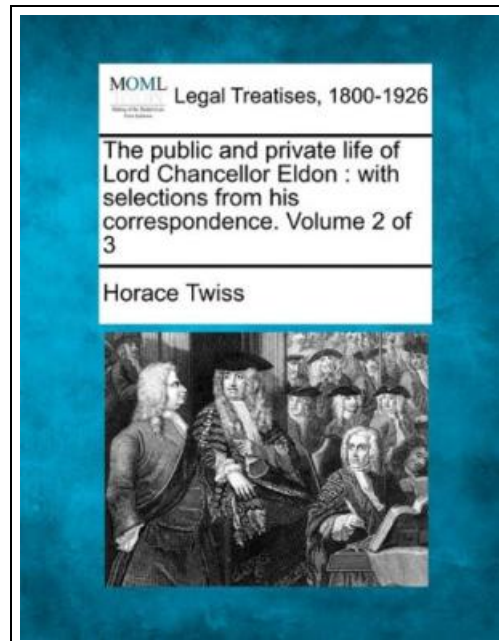 MOML
Legal Treatises, 1800-1926
The public and private life of
Lord Chancellor Eldon : with
selections from his
correspondence. Volume 2 of
3
Horace Twiss